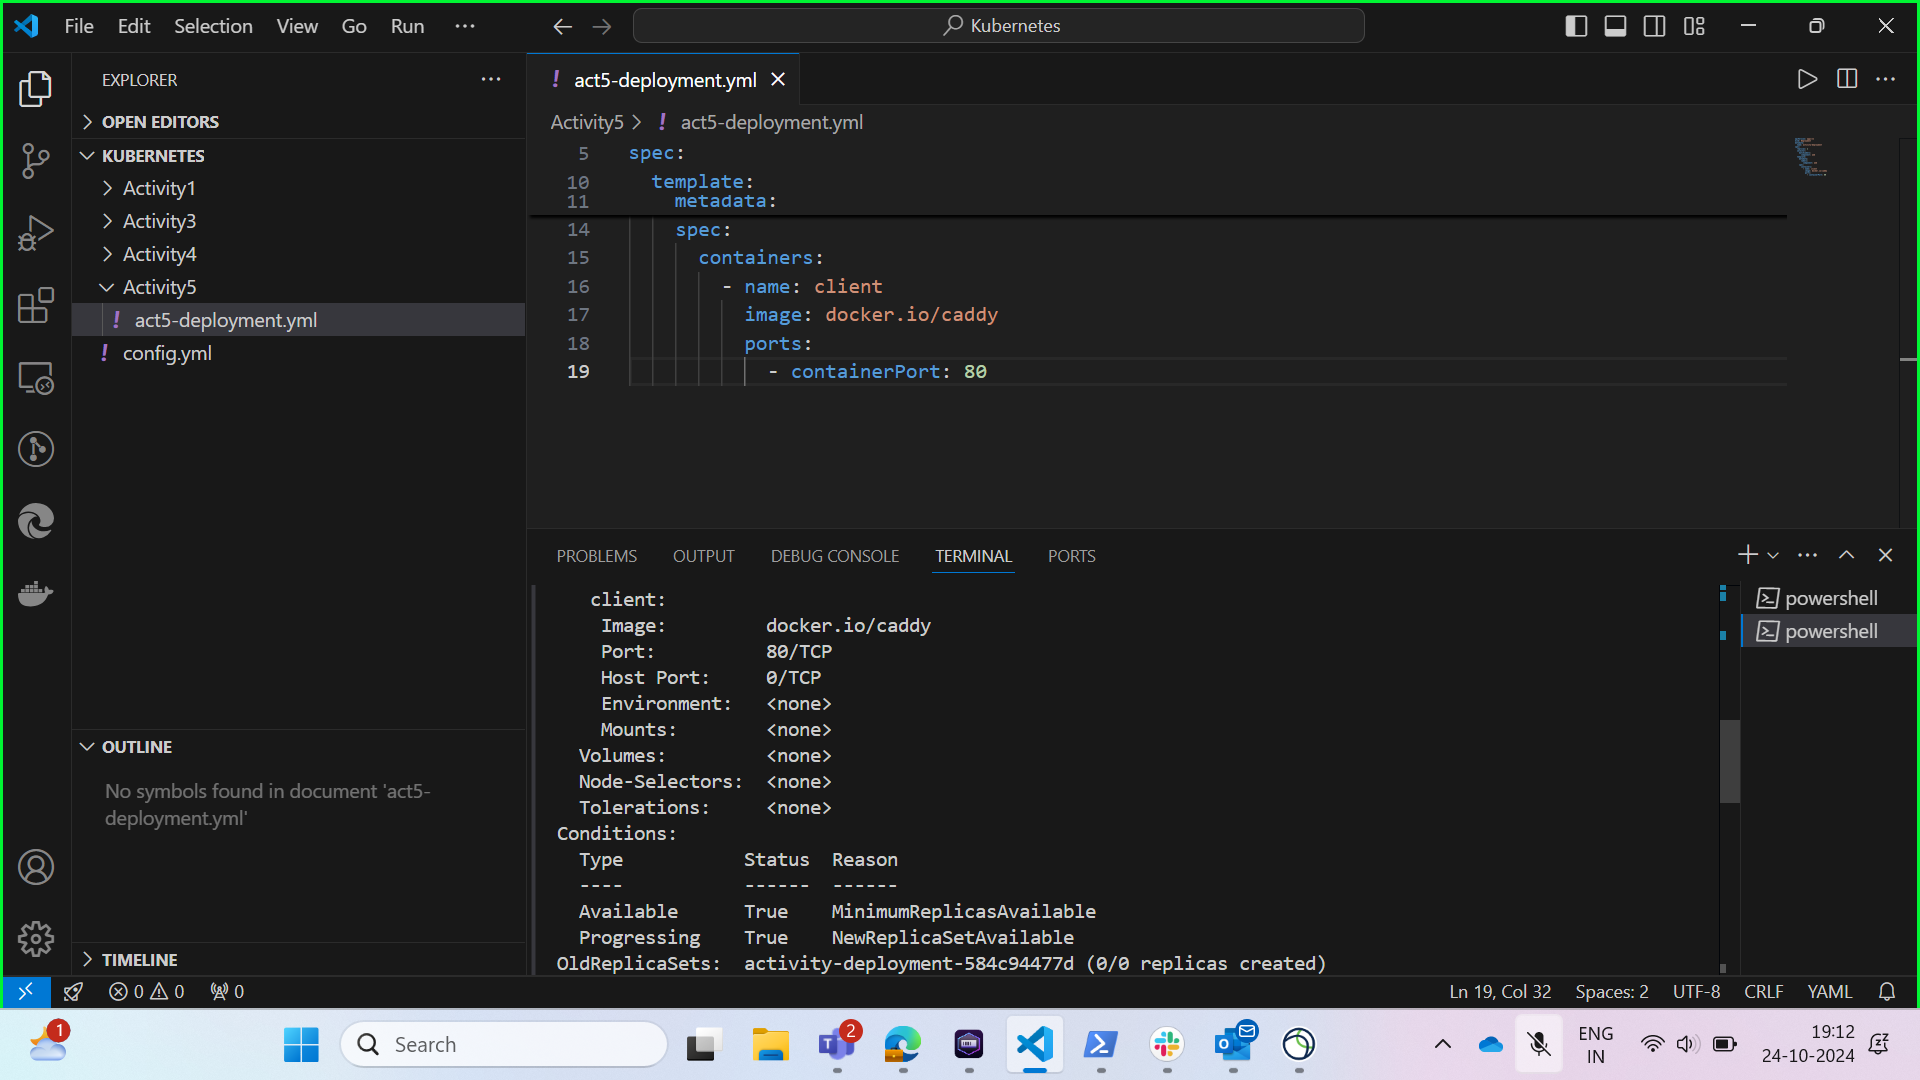 File Edit Selection View Go Run ···
Kubernetes
EXPLORER
OPEN EDITORS
KUBERNETES
Activity1
Activity3
Activity4
Activity5
! act5-deployment.yml
! config.yml
OUTLINE
No symbols found in document 'act5-
deployment.yml'
TIMELINE
! act5-deployment.yml
Activity5 > ! act5-deployment.yml
5 spec:
10 template:
11 metadata:
14 spec:
15 containers:
16 - name: client
17 image: docker.io/caddy
18 ports:
19 - containerPort: 80
PROBLEMS OUTPUT DEBUG CONSOLE TERMINAL PORTS
powershell
powershell
client:
Image: docker.io/caddy
Port: 80/TCP
Host Port: 0/TCP
Environment: <none>
Mounts: <none>
Volumes: <none>
Node-Selectors: <none>
Tolerations: <none>
Conditions:
Type Status Reason
---- ------ ------
Available True MinimumReplicasAvailable
Progressing True NewReplicaSetAvailable
OldReplicaSets: activity-deployment-584c94477d (0/0 replicas created)
0 0 0
Ln 19, Col 32 Spaces: 2 UTF-8 CRLF YAML
1
Search
2
ENG
IN
19:12
24-10-2024